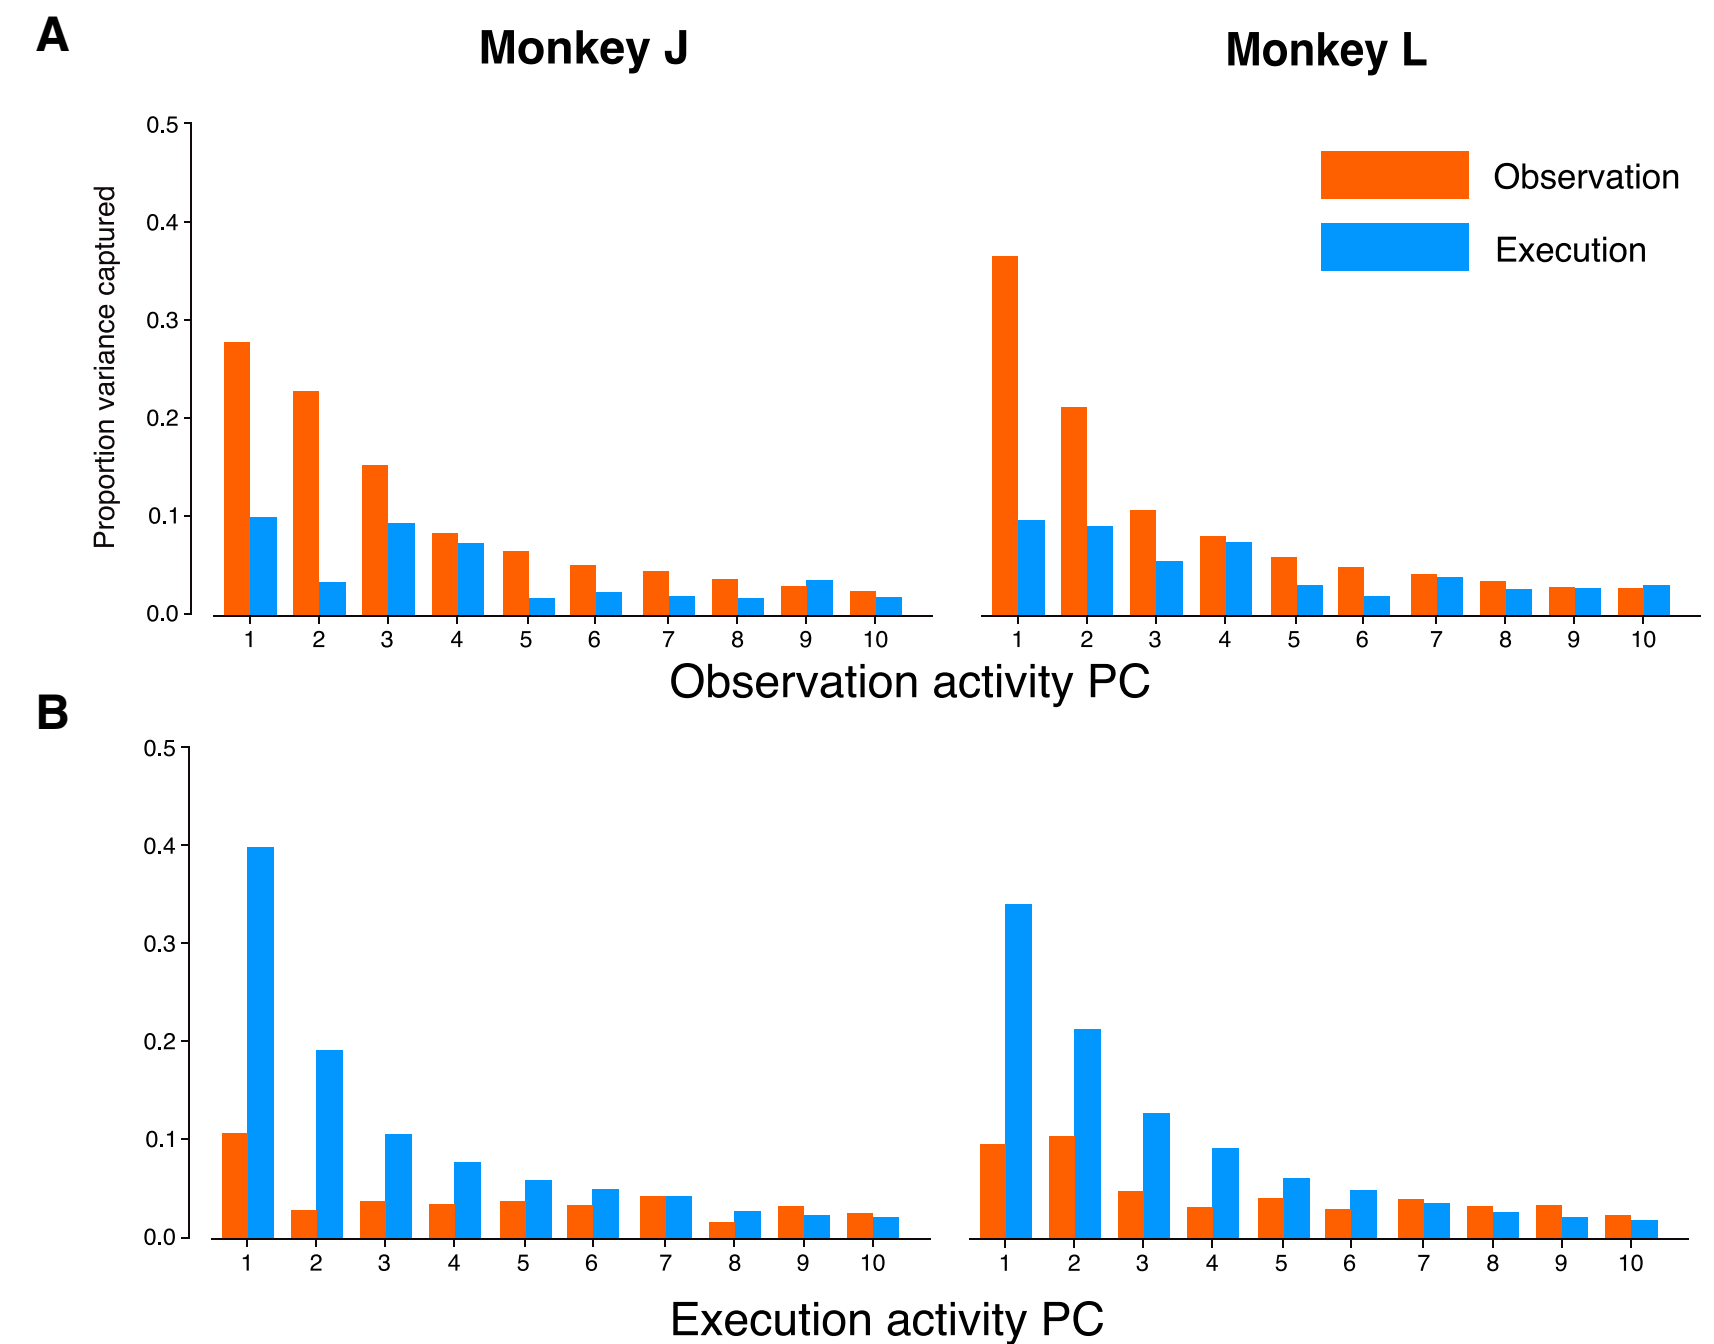 A
Monkey J
Monkey L
0.5
0.4
0.3
0.2
0.1
0.0
Proportion variance captured
Observation
Execution
1 2 3 4 5 6 7 8 9 10
1 2 3 4 5 6 7 8 9 10
Observation activity PC
B
0.5
0.4
0.3
0.2
0.1
0.0
1 2 3 4 5 6 7 8 9 10
1 2 3 4 5 6 7 8 9 10
Execution activity PC